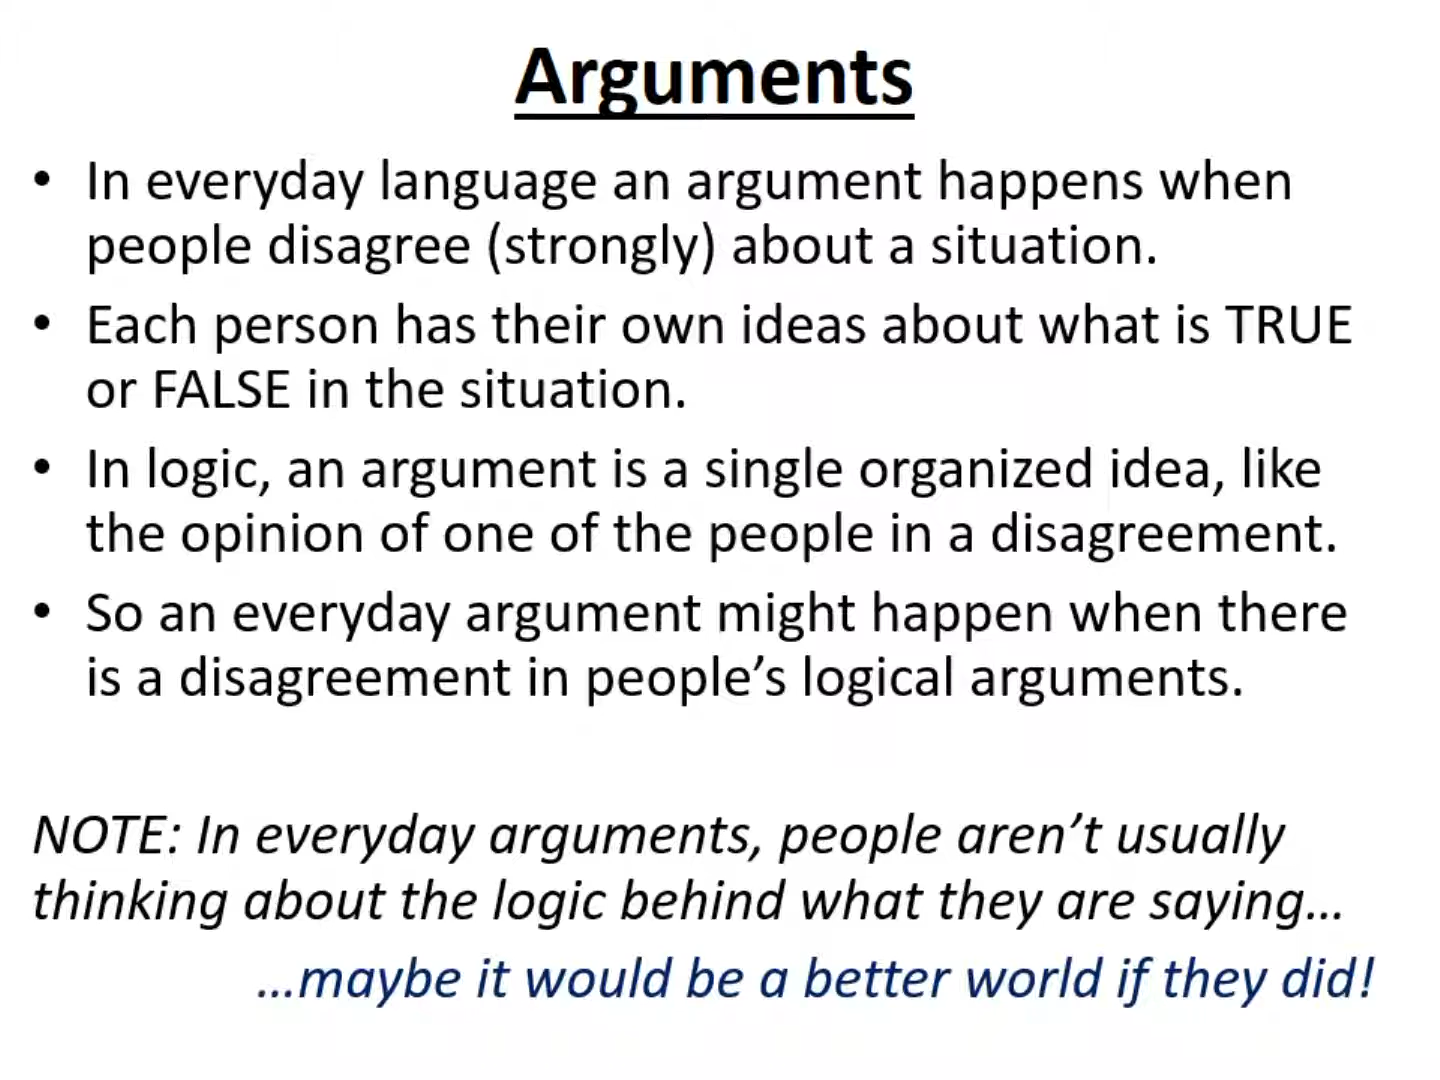 Arguments
• In everyday language an argument happens when
people disagree (strongly) about a situation.
• Each person has their own ideas about what is TRUE
or FALSE in the situation.
• In logic, an argument is a single organized idea, like
the opinion of one of the people in a disagreement.
• So an everyday argument might happen when there
is a disagreement in people’s logical arguments.
NOTE: In everyday arguments, people aren’t usually
thinking about the logic behind what they are saying…
…maybe it would be a better world if they did!